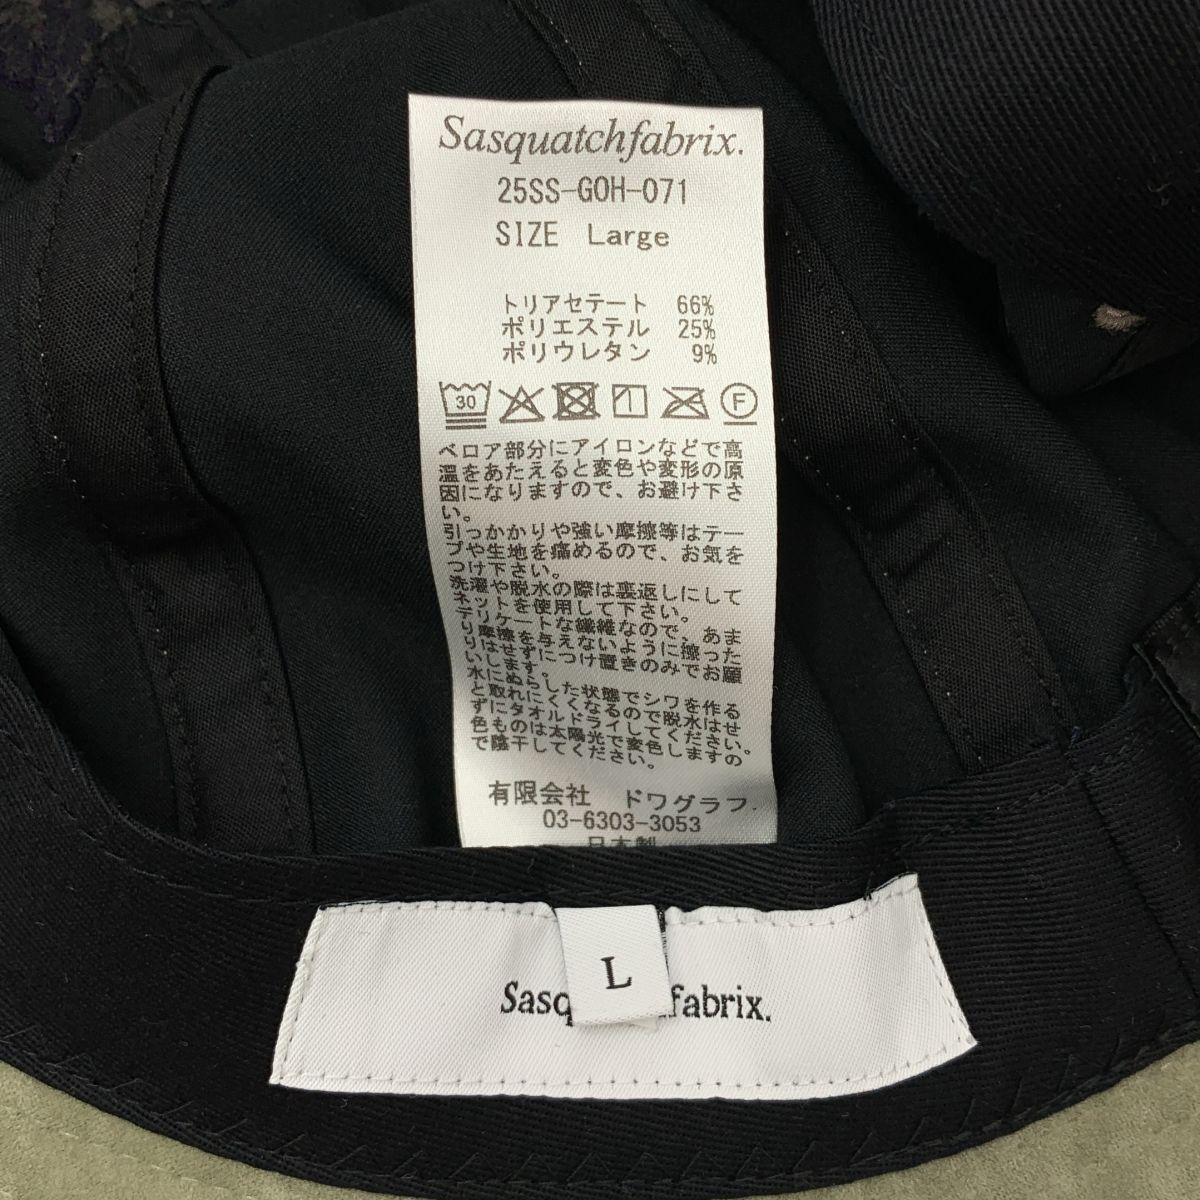 Sasquatchfabrix.
25SS-GOH-071
SIZE Large
トリアセテート 66%
ポリエステル 25%
ポリウレタン 9%
30 F
ベロア部分にアイロンなどで高
温をあたえると変色や変形の原
因になりますので、お避け下さ
い。
引っかかりや強い摩擦等はテー
プや生地を痛めるので、お気を
つけ下さい。
洗濯や脱水の際は裏返しにして
ネットを使用して下さい。
デリケートな繊維なので、あま
り摩擦を与えないように擦った
りはせずにつけ置きのみでお願
いします。
水にぬらした状態でシワを作る
と取れにくくなるので脱水はせ
ずにタオルドライしてください。
色ものは太陽光で変色しますの
で陰干してください。
有限会社 ドワグラフ.
03-6303-3053
日本製
L
Sasq fabrix.